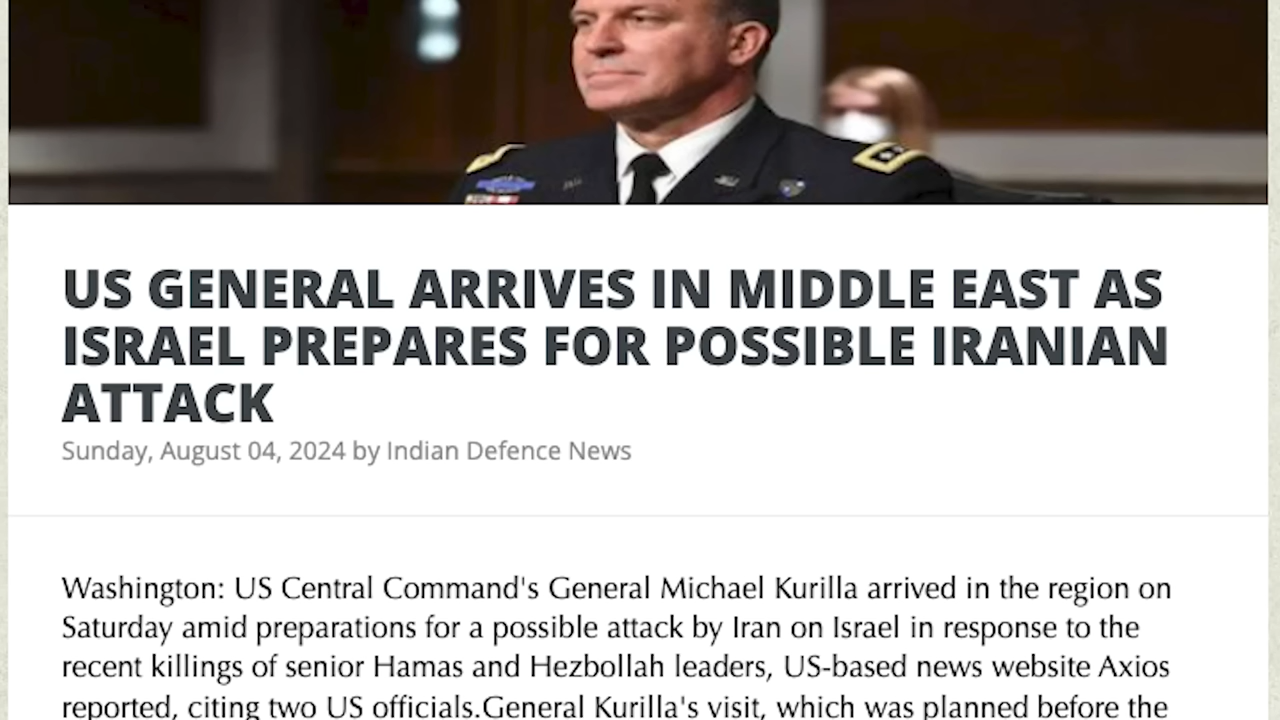 US GENERAL ARRIVES IN MIDDLE EAST AS
ISRAEL PREPARES FOR POSSIBLE IRANIAN
ATTACK
Sunday, August 04, 2024 by Indian Defence News
Washington: US Central Command's General Michael Kurilla arrived in the region on
Saturday amid preparations for a possible attack by Iran on Israel in response to the
recent killings of senior Hamas and Hezbollah leaders, US-based news website Axios
reported, citing two US officials.General Kurilla's visit, which was planned before the